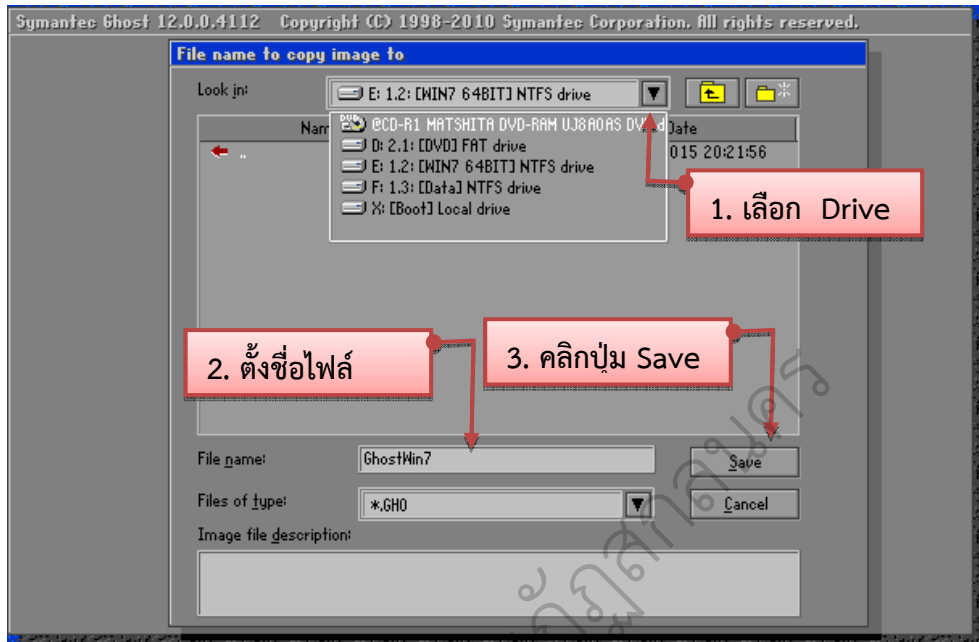 Symantec Ghost 12.0.0.4112 Copyright (C) 1998-2010 Symantec Corporation. All rights reserved.
File name to copy image to
Look in:
E: 1.2: [WIN7 64BIT] NTFS drive
@CD-R1 MATSHITA DVD-RAM UJ8A0AS
D: 2.1: [DVD] FAT drive
E: 1.2: [WIN7 64BIT] NTFS drive
F: 1.3: [Data] NTFS drive
X: [Boot] Local drive
Date
015 20:21:56
..
1. เลือก Drive
2. ตั้งชื่อไฟล์
3. คลิกปุ่ม Save
File name:
GhostWin7
Save
Files of type:
*.GHO
Cancel
Image file description: